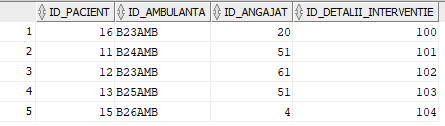 ID_PACIENT ID_AMBULANTA ID_ANGAJAT ID_DETALII_INTERVENTIE
1 16 B23AMB 20 100
2 11 B24AMB 51 101
3 12 B23AMB 61 102
4 13 B25AMB 51 103
5 15 B26AMB 4 104